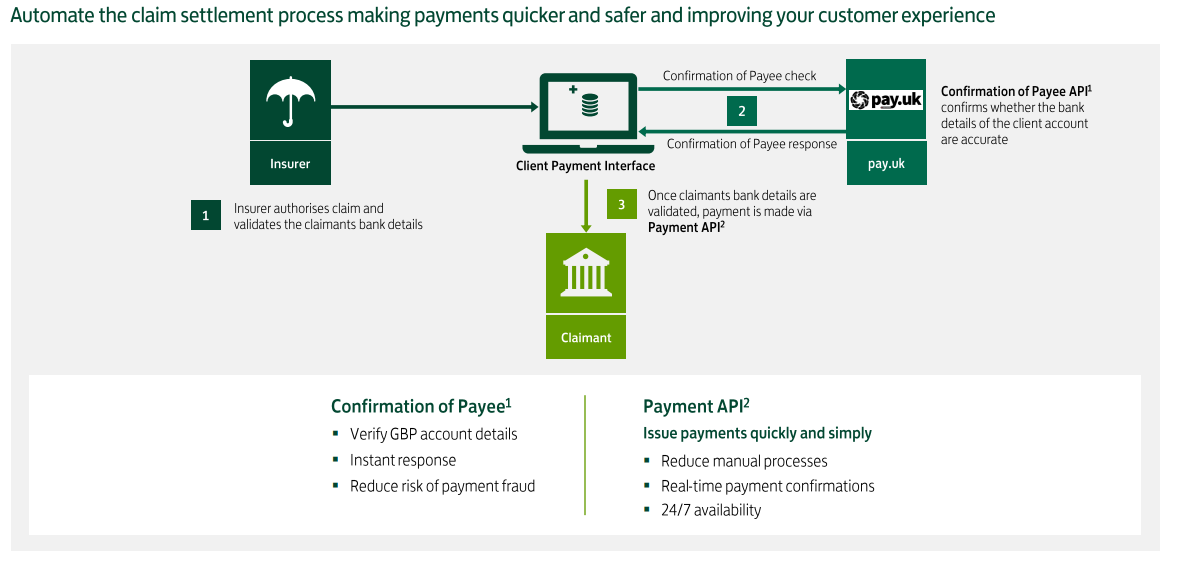 Automate the claim settlement process making payments quicker and safer and improving your customer experience
Insurer
1
Insurer authorises claim and
validates the claimants bank details
Client Payment Interface
Confirmation of Payee check
2
Confirmation of Payee response
pay.uk
pay.uk
Confirmation of Payee API¹
confirms whether the bank
details of the client account
are accurate
3
Once claimants bank details are
validated, payment is made via
Payment API²
Claimant
Confirmation of Payee¹
▪ Verify GBP account details
▪ Instant response
▪ Reduce risk of payment fraud
Payment API²
Issue payments quickly and simply
▪ Reduce manual processes
▪ Real-time payment confirmations
▪ 24/7 availability